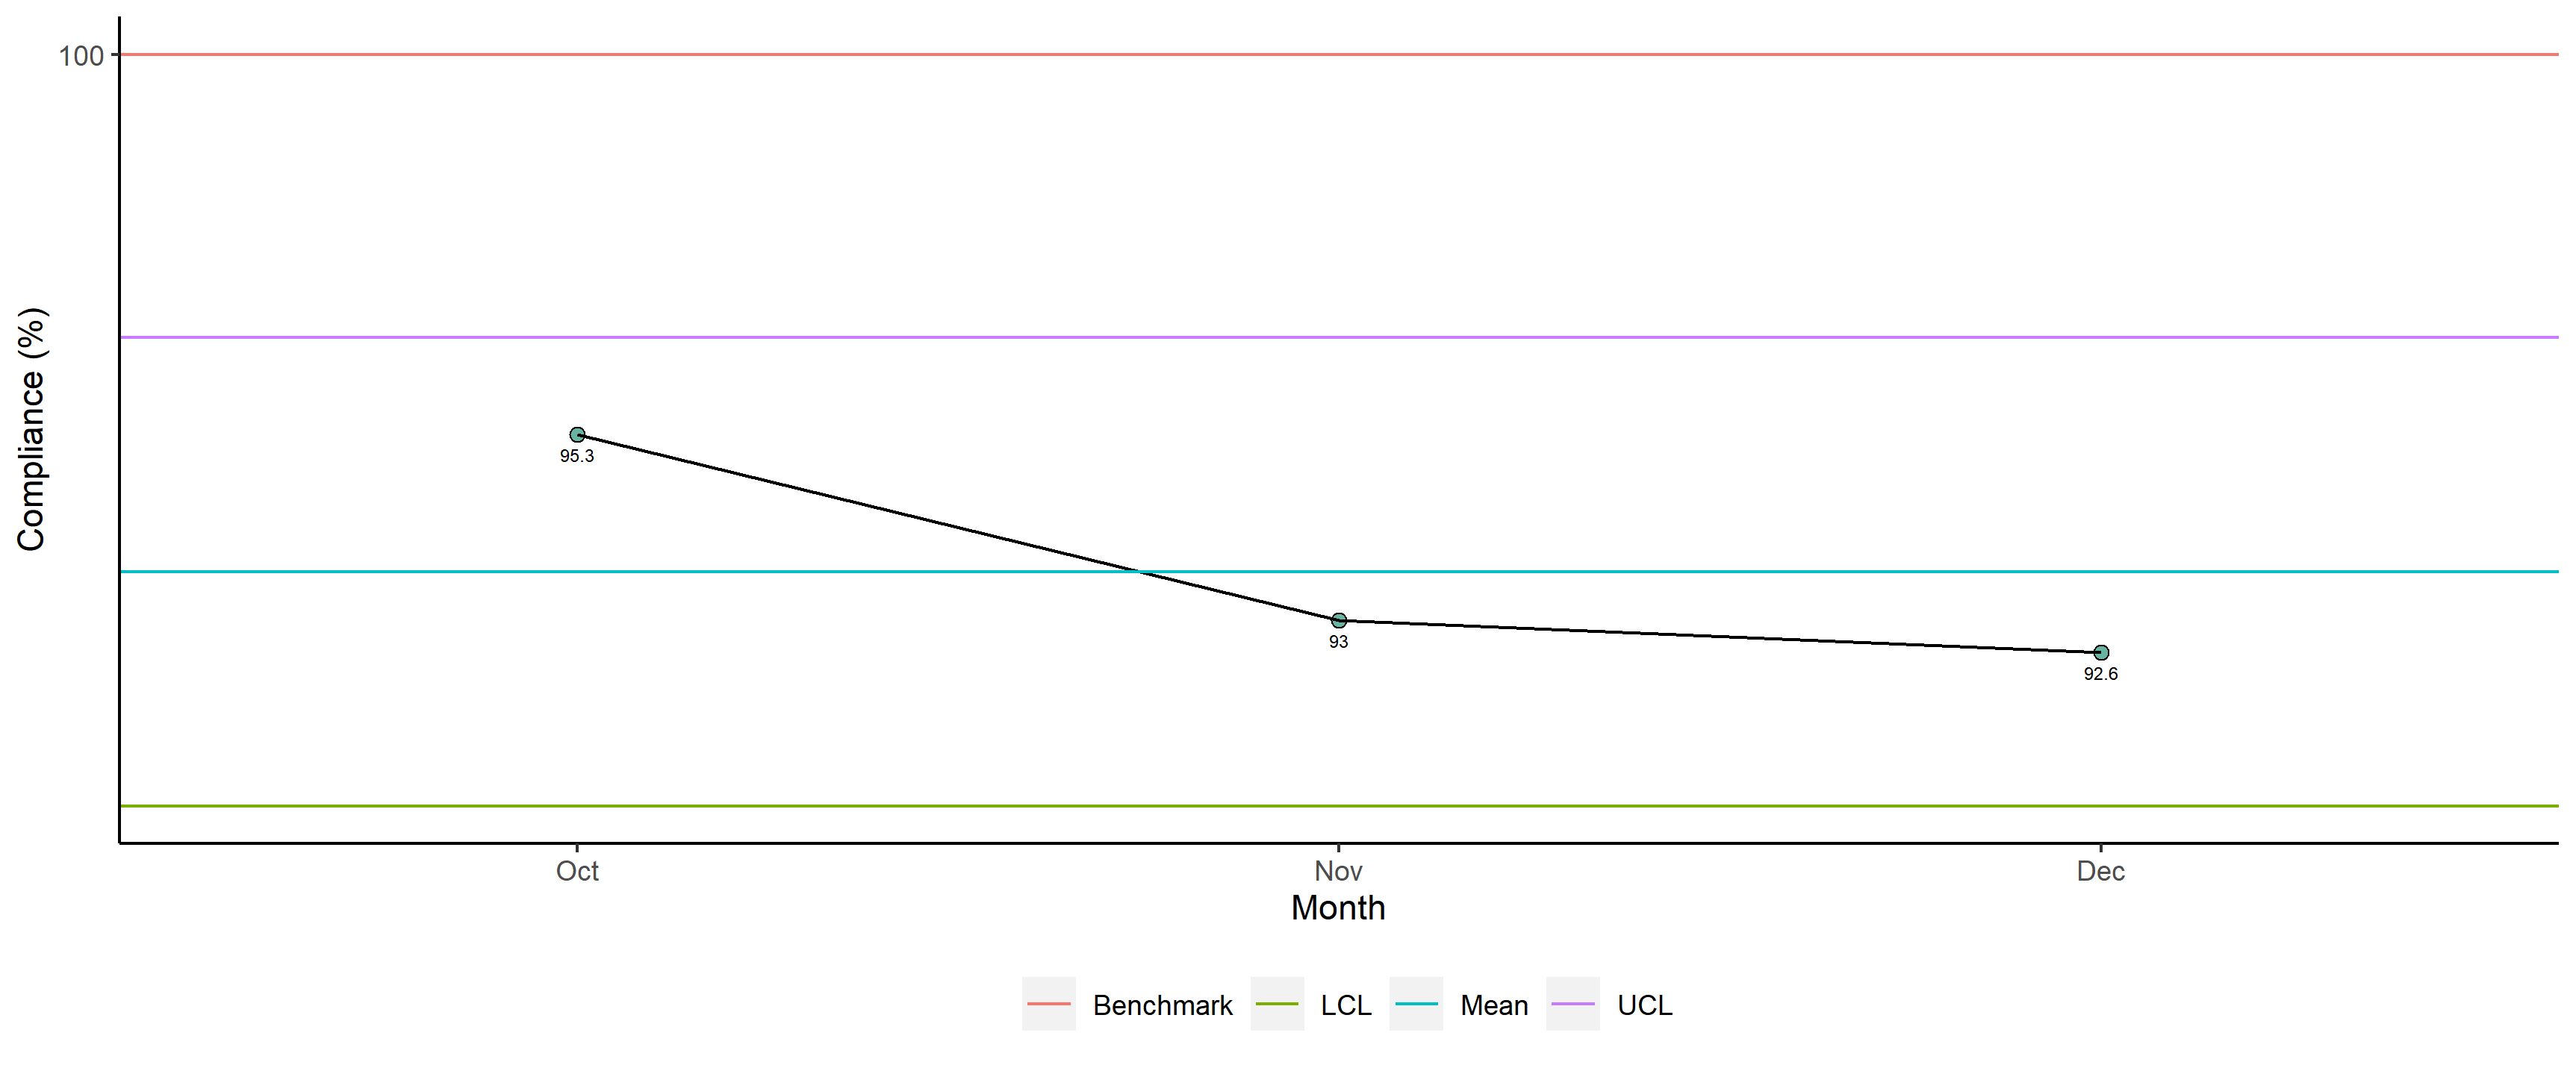 100
Compliance (%)
95.3
93
92.6
Oct Nov Dec
Month
Benchmark LCL Mean UCL